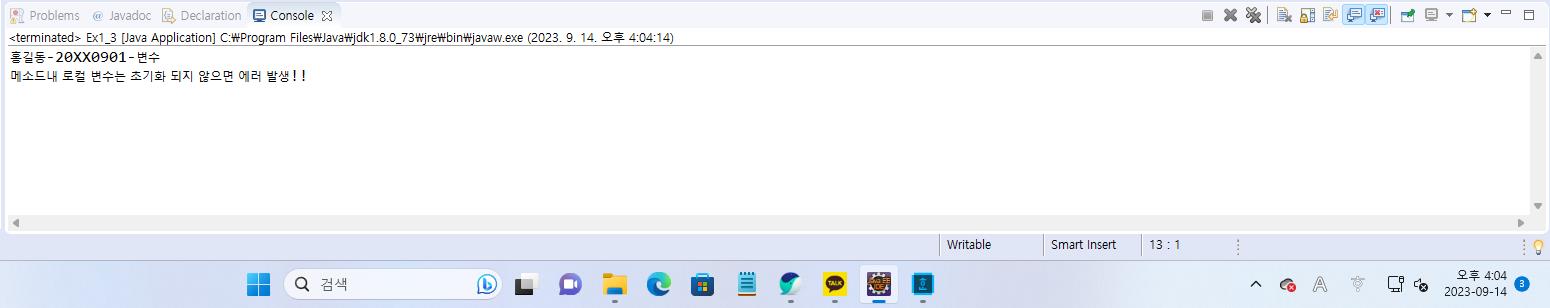 Problems @ Javadoc Declaration Console
<terminated> Ex1_3 [Java Application] C:₩Program Files₩Java₩jdk1.8.0_73₩jre₩bin₩javaw.exe (2023. 9. 14. 오후 4:04:14)
홍길동-20XX0901-변수
메소드내 로컬 변수는 초기화 되지 않으면 에러 발생!!
Writable Smart Insert 13 : 1
검색 TALK A 오후 4:04
2023-09-14 3